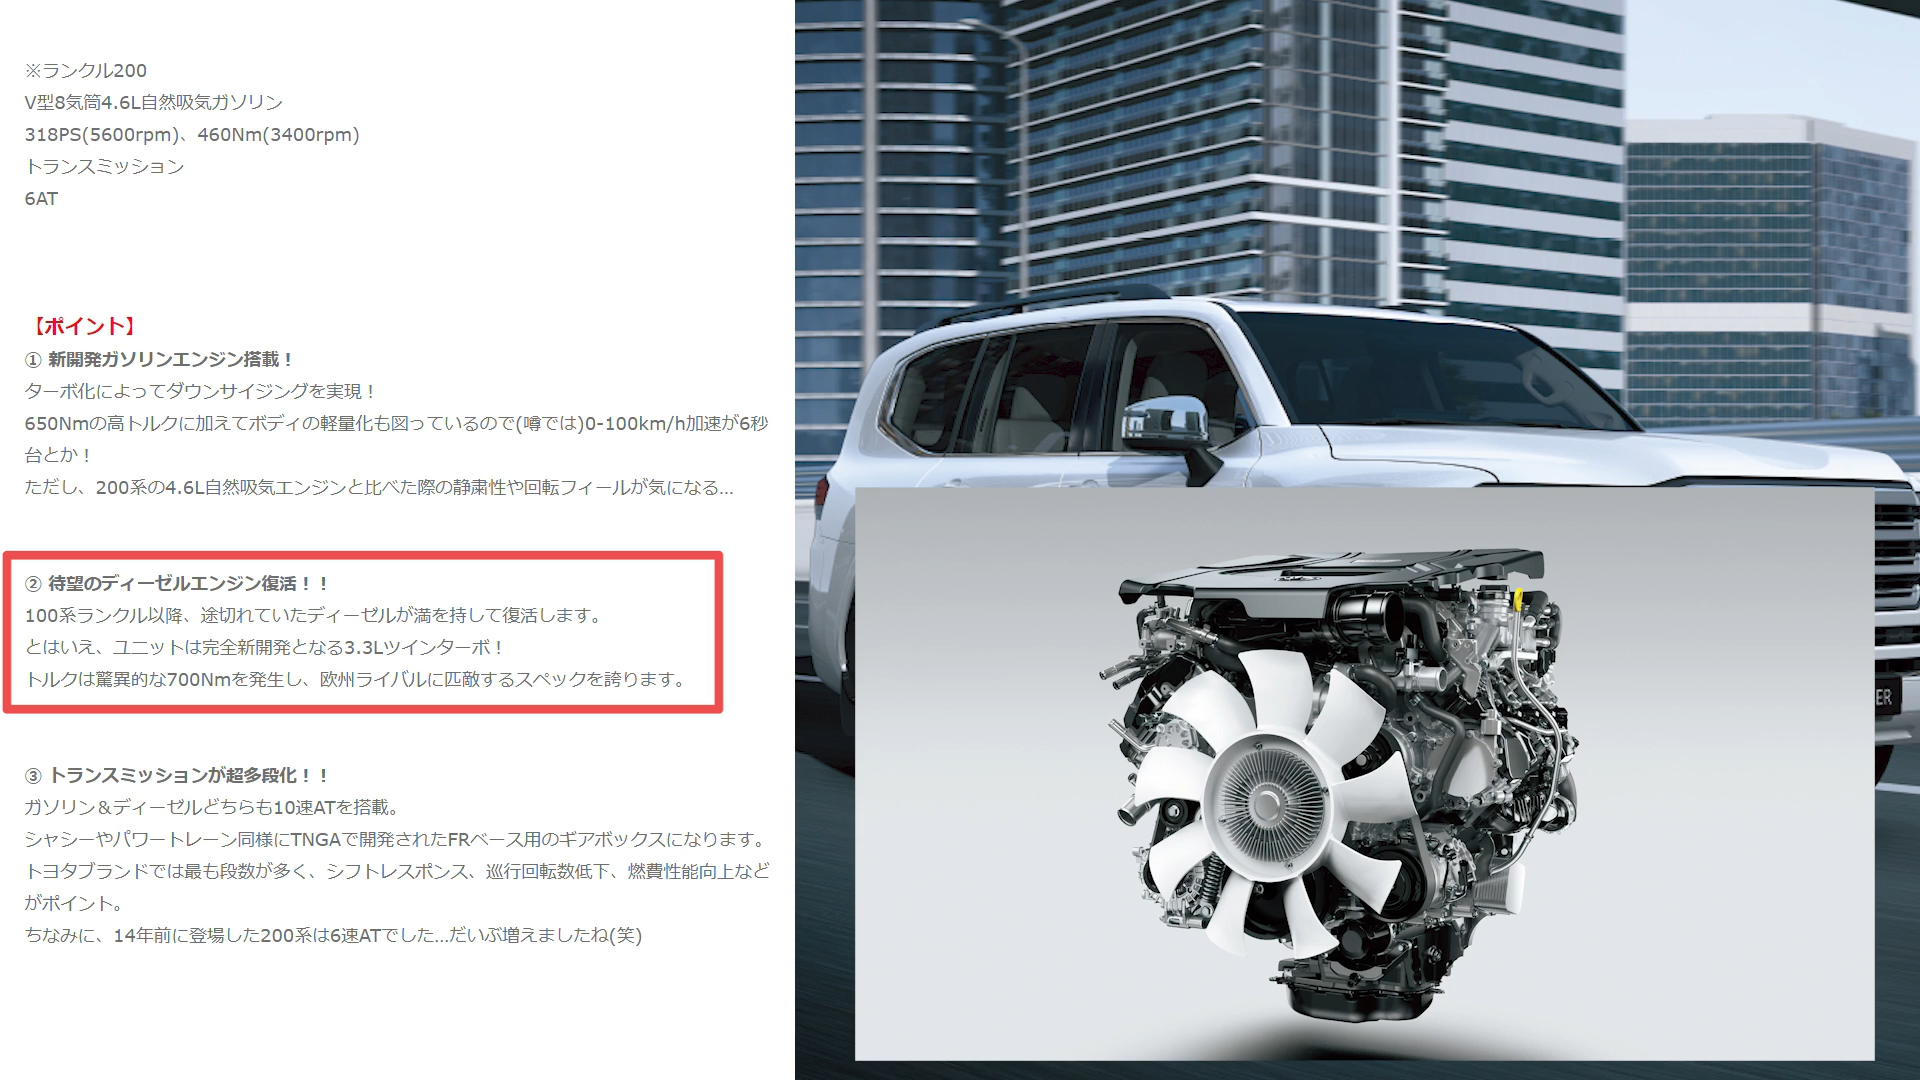 ※ランクル200
V型8気筒4.6L自然吸気ガソリン
318PS(5600rpm)、460Nm(3400rpm)
トランスミッション
6AT
【ポイント】
① 新開発ガソリンエンジン搭載！
ターボ化によってダウンサイジングを実現！
650Nmの高トルクに加えてボディの軽量化も図っているので(噂では)0-100km/h加速が6秒
台とか！
ただし、200系の4.6L自然吸気エンジンと比べた際の静粛性や回転フィールが気になる...
② 待望のディーゼルエンジン復活！！
100系ランクル以降、途切れていたディーゼルが満を持して復活します。
とはいえ、ユニットは完全新開発となる3.3Lツインターボ！
トルクは驚異的な700Nmを発生し、欧州ライバルに匹敵するスペックを誇ります。
③ トランスミッションが超多段化！！
ガソリン＆ディーゼルどちらも10速ATを搭載。
シャシーやパワートレーン同様にTNGAで開発されたFRベース用のギアボックスになります。
トヨタブランドでは最も段数が多く、シフトレスポンス、巡行回転数低下、燃費性能向上など
がポイント。
ちなみに、14年前に登場した200系は6速ATでした...だいぶ増えましたね(笑)
ER